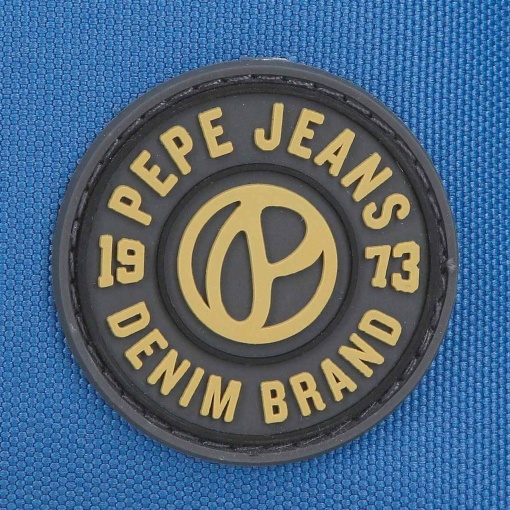 PEPE JEANS
19 73
DENIM BRAND